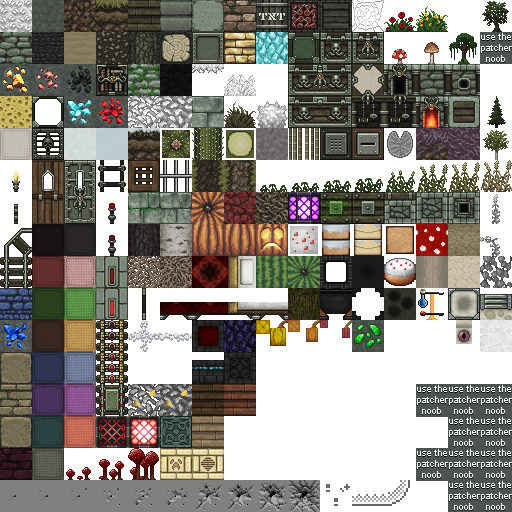 TXT
use the
patcher
noob
use the use the use the
patcher patcher patcher
noob noob noob
use the use the
patcher patcher
noob noob
use the use the use the
patcher patcher patcher
noob noob noob
use the use the
patcher patcher
noob noob